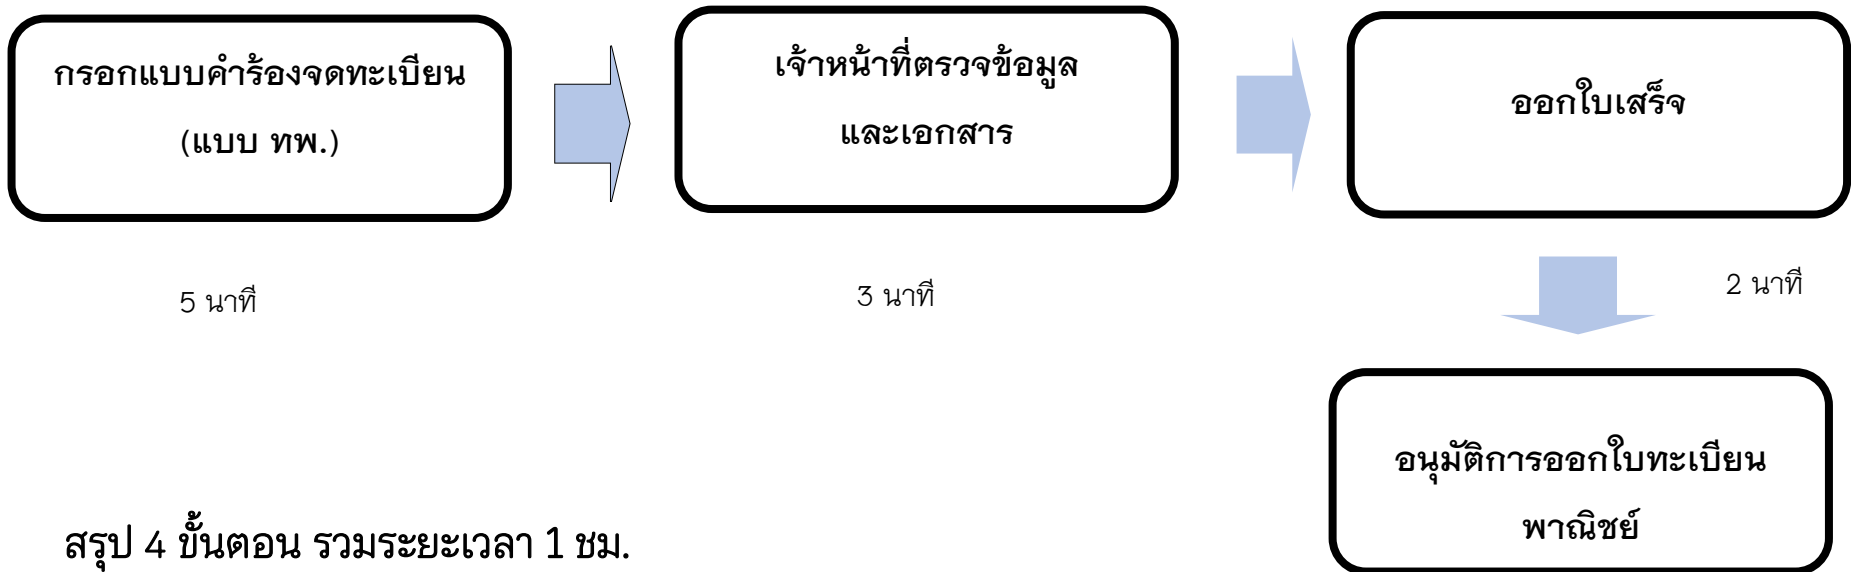 กรอกแบบคำร้องจดทะเบียน
(แบบ ทพ.)
เจ้าหน้าที่ตรวจข้อมูล
และเอกสาร
ออกใบเสร็จ
5 นาที
3 นาที
2 นาที
อนุมัติการออกใบทะเบียน
พาณิชย์
สรุป 4 ขั้นตอน รวมระยะเวลา 1 ชม.